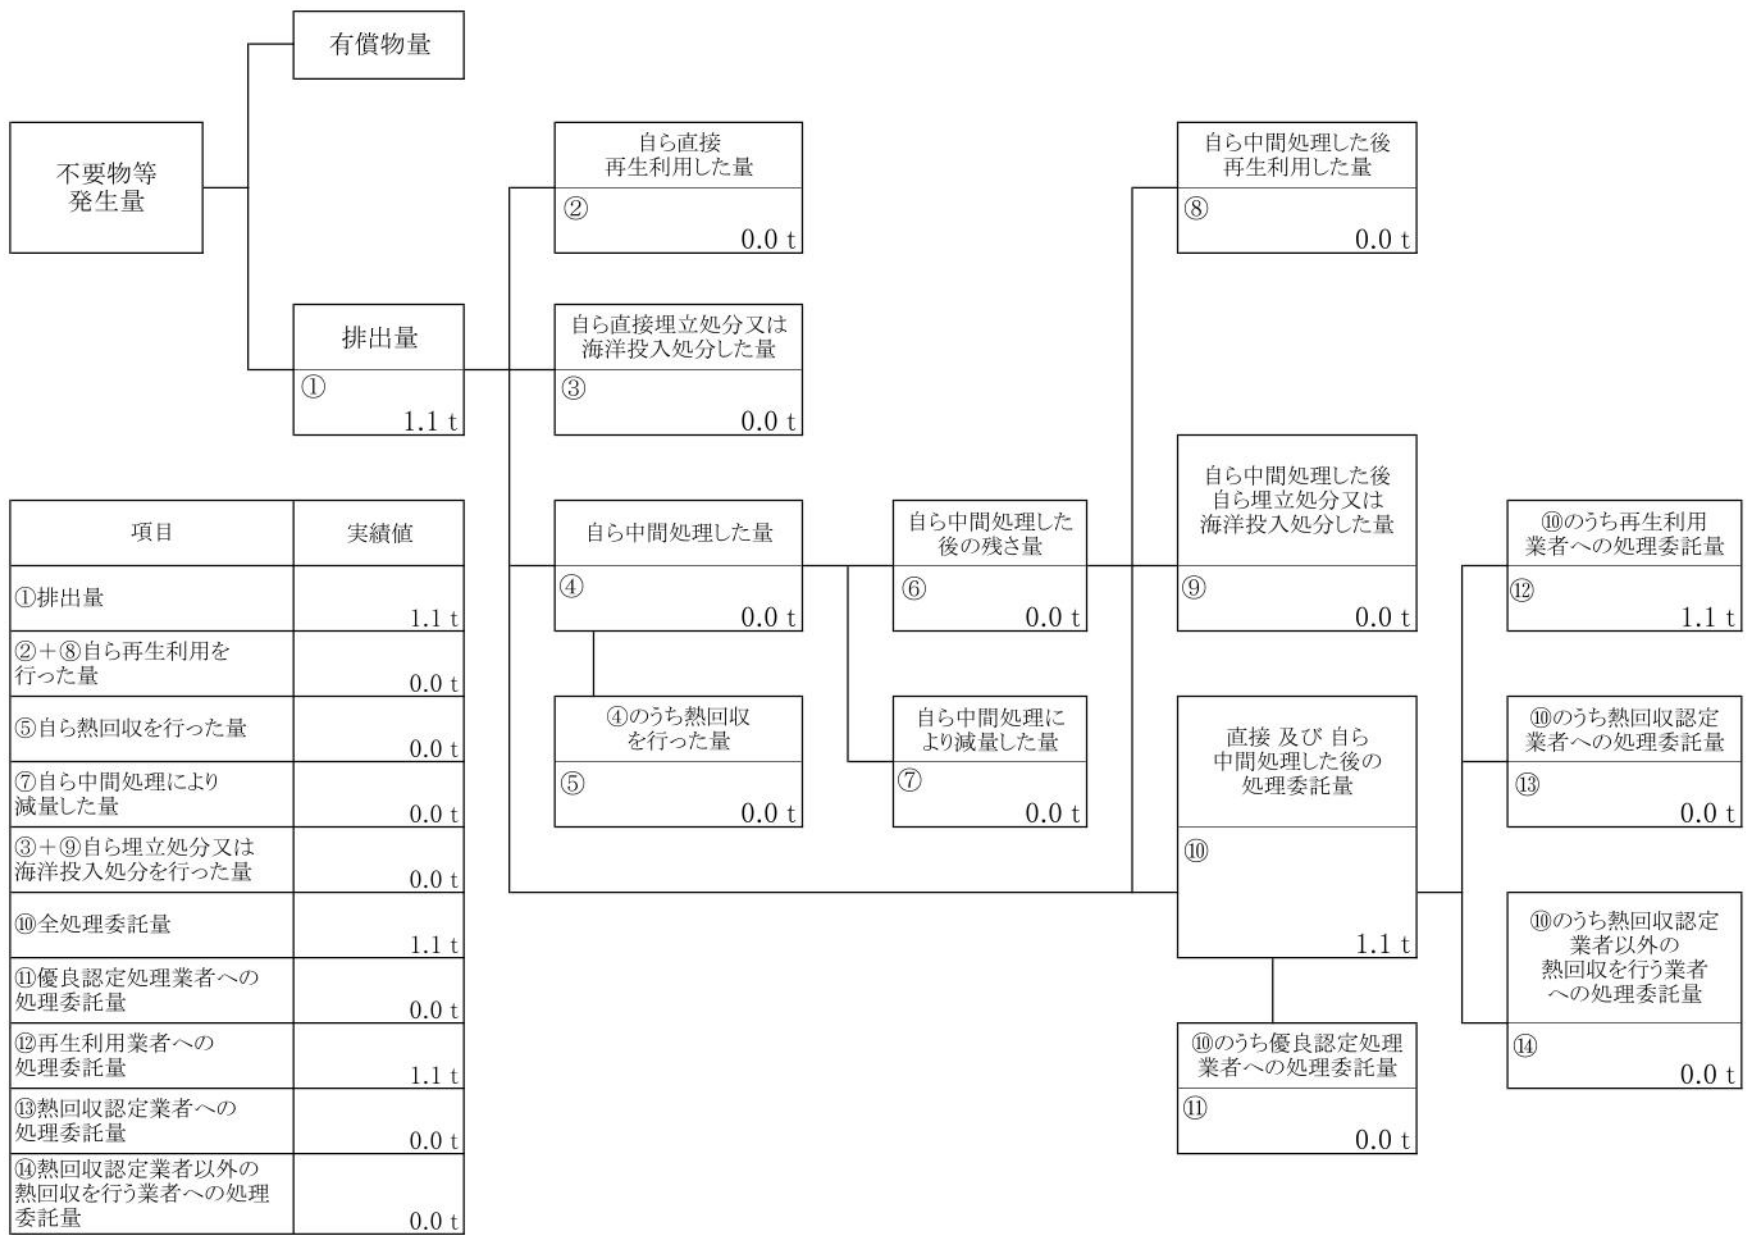 有償物量
不要物等
発生量
排出量
①
1.1 t
自ら直接
再生利用した量
②
0.0 t
自ら直接埋立処分又は
海洋投入処分した量
③
0.0 t
自ら中間処理した量
④
0.0 t
④のうち熱回収
を行った量
⑤
0.0 t
自ら中間処理した
後の残さ量
⑥
0.0 t
自ら中間処理に
より減量した量
⑦
0.0 t
自ら中間処理した後
再生利用した量
⑧
0.0 t
自ら中間処理した後
自ら埋立処分又は
海洋投入処分した量
⑨
0.0 t
直接 及び 自ら
中間処理した後の
処理委託量
⑩
1.1 t
⑩のうち優良認定処理
業者への処理委託量
⑪
0.0 t
⑩のうち再生利用
業者への処理委託量
⑫
1.1 t
⑩のうち熱回収認定
業者への処理委託量
⑬
0.0 t
⑩のうち熱回収認定
業者以外の
熱回収を行う業者
への処理委託量
⑭
0.0 t
項目 実績値
①排出量
1.1 t
②＋⑧自ら再生利用を
行った量
0.0 t
⑤自ら熱回収を行った量
0.0 t
⑦自ら中間処理により
減量した量
0.0 t
③＋⑨自ら埋立処分又は
海洋投入処分を行った量
0.0 t
⑩全処理委託量
1.1 t
⑪優良認定処理業者への
処理委託量
0.0 t
⑫再生利用業者への
処理委託量
1.1 t
⑬熱回収認定業者への
処理委託量
0.0 t
⑭熱回収認定業者以外の
熱回収を行う業者への処理
委託量
0.0 t